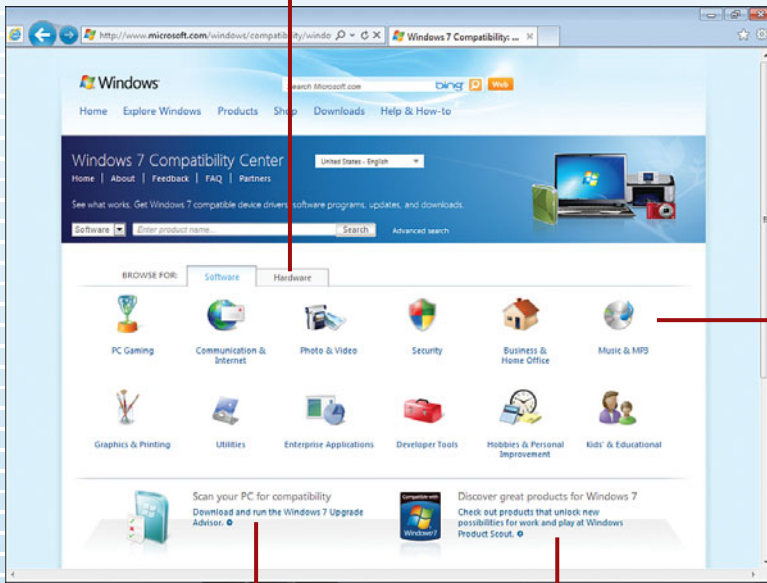 http://www.microsoft.com/windows/compatibility/windo
Windows 7 Compatibility: ...
Windows
Search Microsoft.com
bing
Web
Home Explore Windows Products Shop Downloads Help & How-to
Windows 7 Compatibility Center
United States - English
Home | About | Feedback | FAQ | Partners
See what works. Get Windows 7 compatible device drivers, software programs, updates, and downloads.
Software Enter product name... Search Advanced search
BROWSE FOR: Software Hardware
PC Gaming
Communication & Internet
Photo & Video
Security
Business & Home Office
Music & MP3
Graphics & Printing
Utilities
Enterprise Applications
Developer Tools
Hobbies & Personal Improvement
Kids' & Educational
Scan your PC for compatibility
Download and run the Windows 7 Upgrade
Advisor.
Compatible with
Windows 7
Discover great products for Windows 7
Check out products that unlock new
possibilities for work and play at Windows
Product Scout.